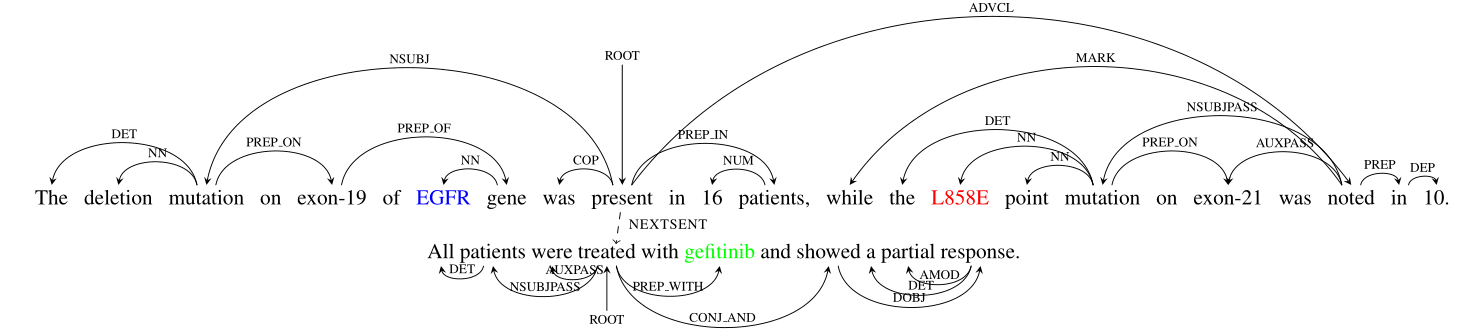 ADVCL
ROOT
NSUBJ
MARK
NSUBJPASS
DET
PREP_OF
DET
PREP_IN
NN
PREP_ON
AUXPASS
PREP_ON
NN
NN
COP
NUM
NN
PREP
DEP
The deletion mutation on exon-19 of EGFR gene was present in 16 patients, while the L858E point mutation on exon-21 was noted in 10.
NEXTSENT
All patients were treated with gefitinib and showed a partial response.
DET
AUXPASS
AMOD
NSUBJPASS
PREP_WITH
DET
DOBJ
ROOT
CONJ_AND